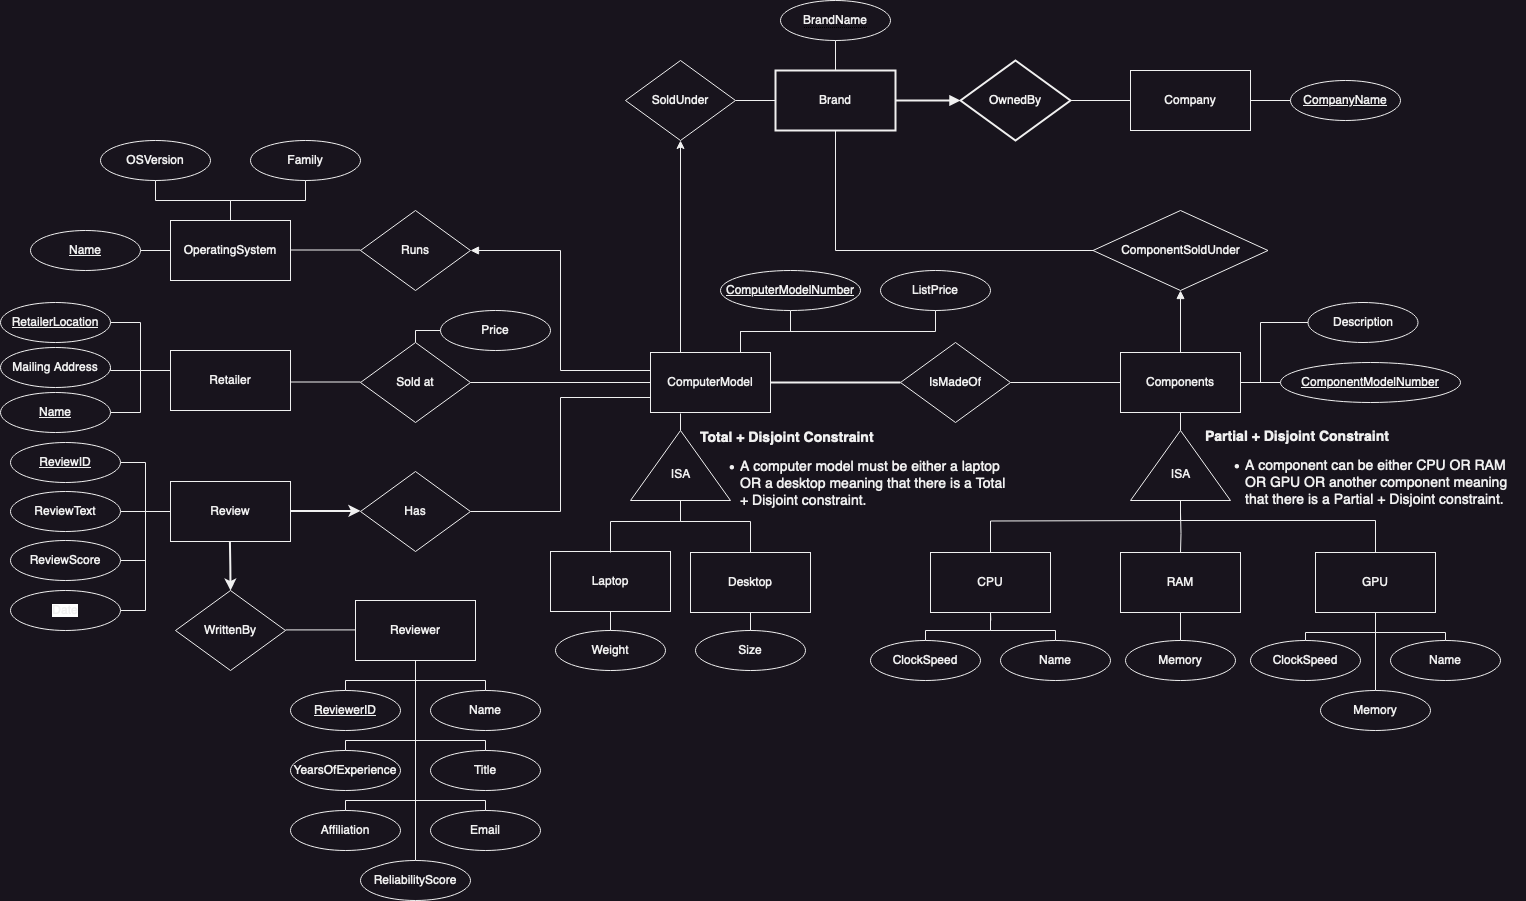 BrandName
SoldUnder
Brand
OwnedBy
Company
CompanyName
OSVersion
Family
Name
OperatingSystem
Runs
ComponentSoldUnder
ComputerModelNumber
ListPrice
RetailerLocation
Mailing Address
Name
Retailer
Price
Sold at
ComputerModel
IsMadeOf
Components
Description
ComponentModelNumber
Total + Disjoint Constraint
• A computer model must be either a laptop
OR a desktop meaning that there is a Total
+ Disjoint constraint.
Partial + Disjoint Constraint
• A component can be either CPU OR RAM
OR GPU OR another component meaning
that there is a Partial + Disjoint constraint.
ISA
ISA
ReviewID
ReviewText
ReviewScore
Review
Has
Laptop
Desktop
CPU
RAM
GPU
WrittenBy
Reviewer
Weight
Size
ClockSpeed
Name
Memory
ClockSpeed
Name
Memory
ReviewerID
Name
YearsOfExperience
Title
Affiliation
Email
ReliabilityScore